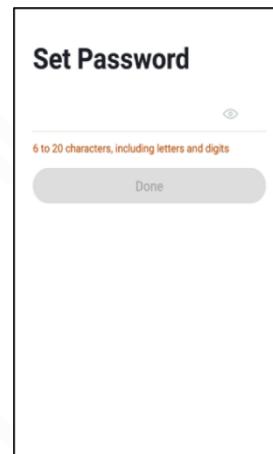 Set Password
6 to 20 characters, including letters and digits
Done